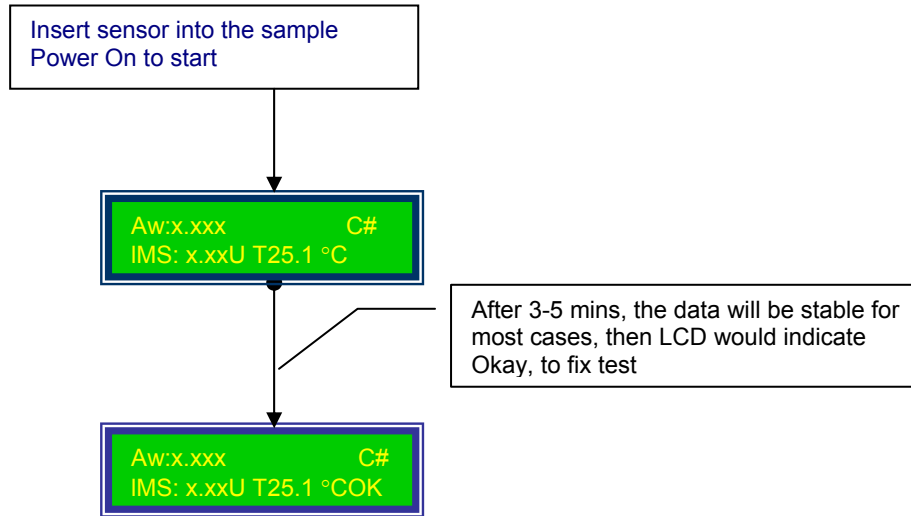 Insert sensor into the sample
Power On to start
Aw:x.xxx C#
IMS: x.xxU T25.1 °C
After 3-5 mins, the data will be stable for
most cases, then LCD would indicate
Okay, to fix test
Aw:x.xxx C#
IMS: x.xxU T25.1 °COK